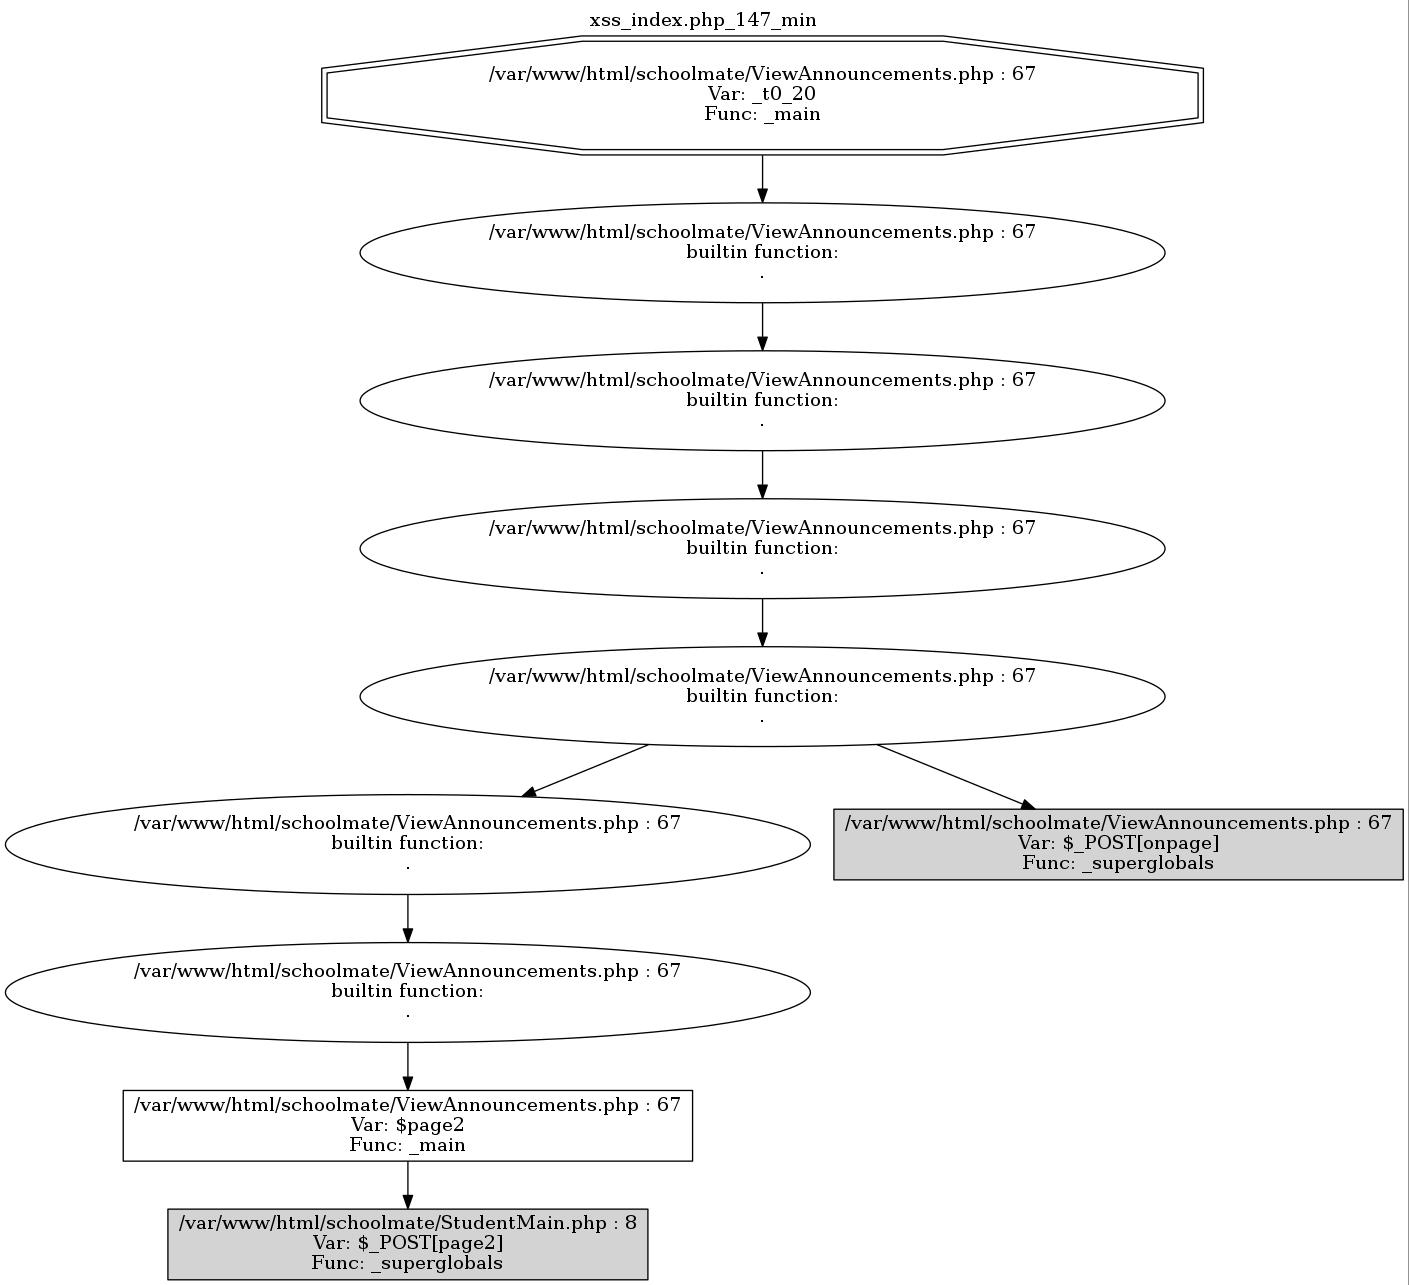 xss_index.php_147_min
/var/www/html/schoolmate/ViewAnnouncements.php : 67
Var: _t0_20
Func: _main
/var/www/html/schoolmate/ViewAnnouncements.php : 67
builtin function:
.
/var/www/html/schoolmate/ViewAnnouncements.php : 67
builtin function:
.
/var/www/html/schoolmate/ViewAnnouncements.php : 67
builtin function:
.
/var/www/html/schoolmate/ViewAnnouncements.php : 67
builtin function:
.
/var/www/html/schoolmate/ViewAnnouncements.php : 67
builtin function:
.
/var/www/html/schoolmate/ViewAnnouncements.php : 67
Var: $_POST[onpage]
Func: _superglobals
/var/www/html/schoolmate/ViewAnnouncements.php : 67
builtin function:
.
/var/www/html/schoolmate/ViewAnnouncements.php : 67
Var: $page2
Func: _main
/var/www/html/schoolmate/StudentMain.php : 8
Var: $_POST[page2]
Func: _superglobals